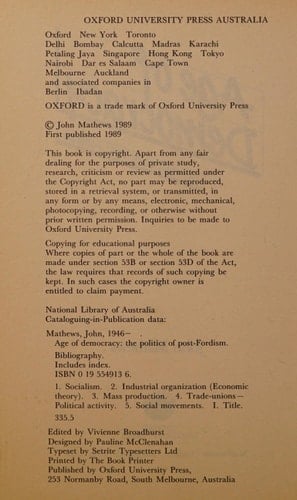 OXFORD UNIVERSITY PRESS AUSTRALIA
Oxford New York Toronto
Delhi Bombay Calcutta Madras Karachi
Petaling Jaya Singapore Hong Kong Tokyo
Nairobi Dar es Salaam Cape Town
Melbourne Auckland
and associated companies in
Berlin Ibadan
OXFORD is a trade mark of Oxford University Press
© John Mathews 1989
First published 1989
This book is copyright. Apart from any fair
dealing for the purposes of private study,
research, criticism or review as permitted under
the Copyright Act, no part may be reproduced,
stored in a retrieval system, or transmitted, in
any form or by any means, electronic, mechanical,
photocopying, recording, or otherwise without
prior written permission. Inquiries to be made to
Oxford University Press.
Copying for educational purposes
Where copies of part or the whole of the book are
made under section 53B or section 53D of the Act,
the law requires that records of such copying be
kept. In such cases the copyright owner is
entitled to claim payment.
National Library of Australia
Cataloguing-in-Publication data:
Mathews, John, 1946– .
Age of democracy: the politics of post-Fordism.
Bibliography.
Includes index.
ISBN 0 19 554913 6.
1. Socialism. 2. Industrial organization (Economic
theory). 3. Mass production. 4. Trade-unions—
Political activity. 5. Social movements. I. Title.
335.5
Edited by Vivienne Broadhurst
Designed by Pauline McClenahan
Typeset by Setrite Typesetters Ltd
Printed by The Book Printer
Published by Oxford University Press,
253 Normanby Road, South Melbourne, Australia